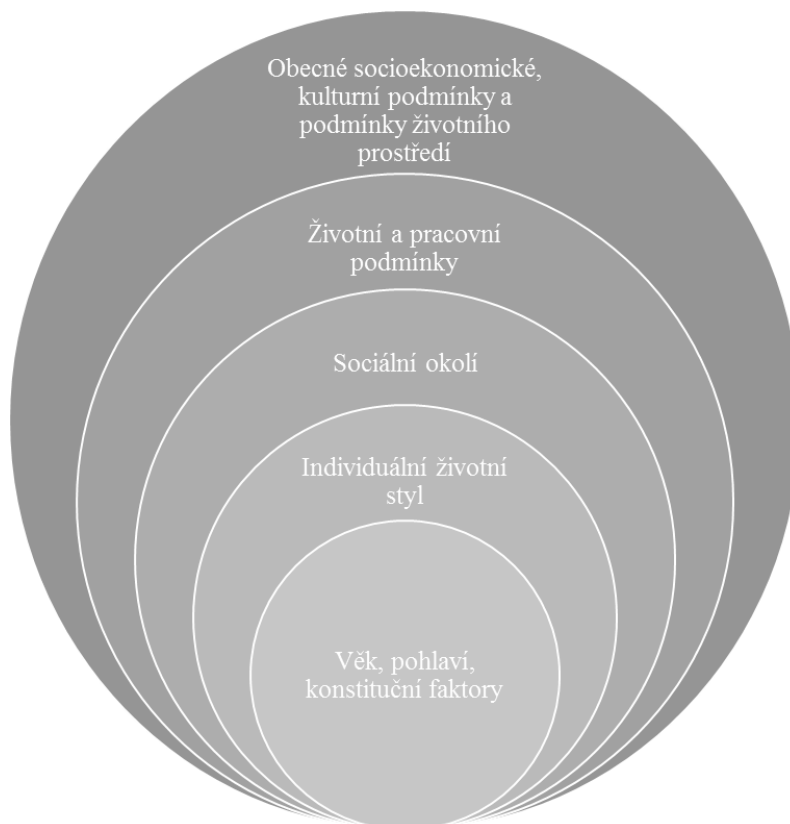 Obecné socioekonomické,
kulturní podmínky a
podmínky životního
prostředí
Životní a pracovní
podmínky
Sociální okolí
Individuální životní
styl
Věk, pohlaví,
konstituční faktory